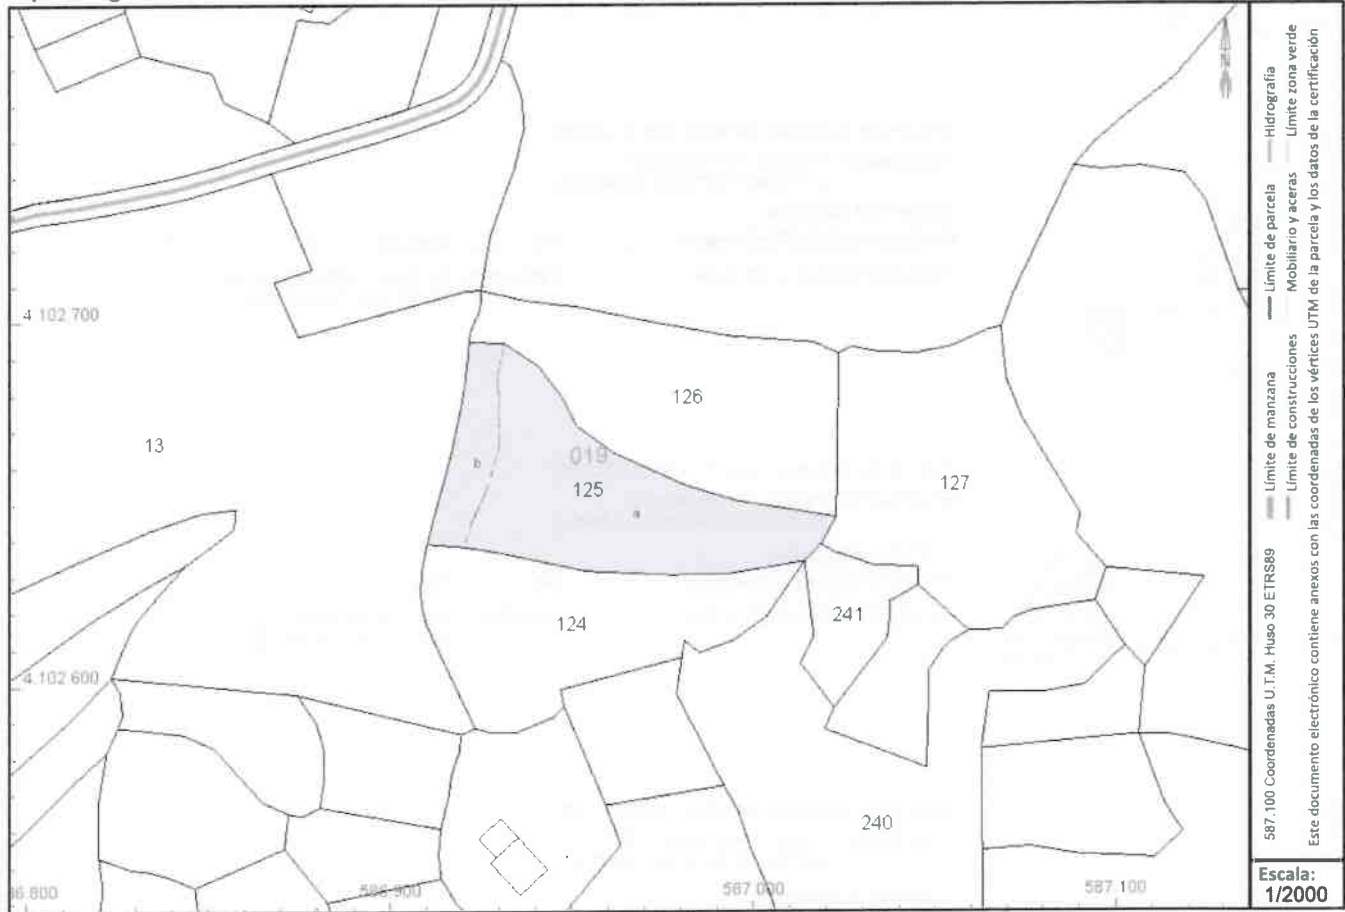 N
4 102 700
126
13
019
b
125
127
a
124
241
4.102 600
240
586 900
587 000
587.100
587.100 Coordenadas U.T.M. Huso 30 ETRS89
Límite de manzana
Límite de parcela
Hidrografía
Límite de construcciones
Mobiliario y aceras
Límite zona verde
Este documento electrónico contiene anexos con las coordenadas de los vértices UTM de la parcela y los datos de la certificación
Escala:
1/2000